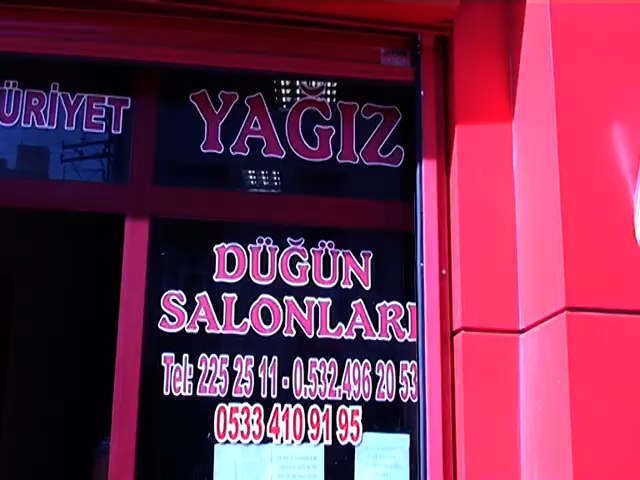 ÜRİYET
YAĞIZ
DÜĞÜN
SALONLARI
Tel: 225 25 11 - 0.532.496 20 53
0533 410 91 95